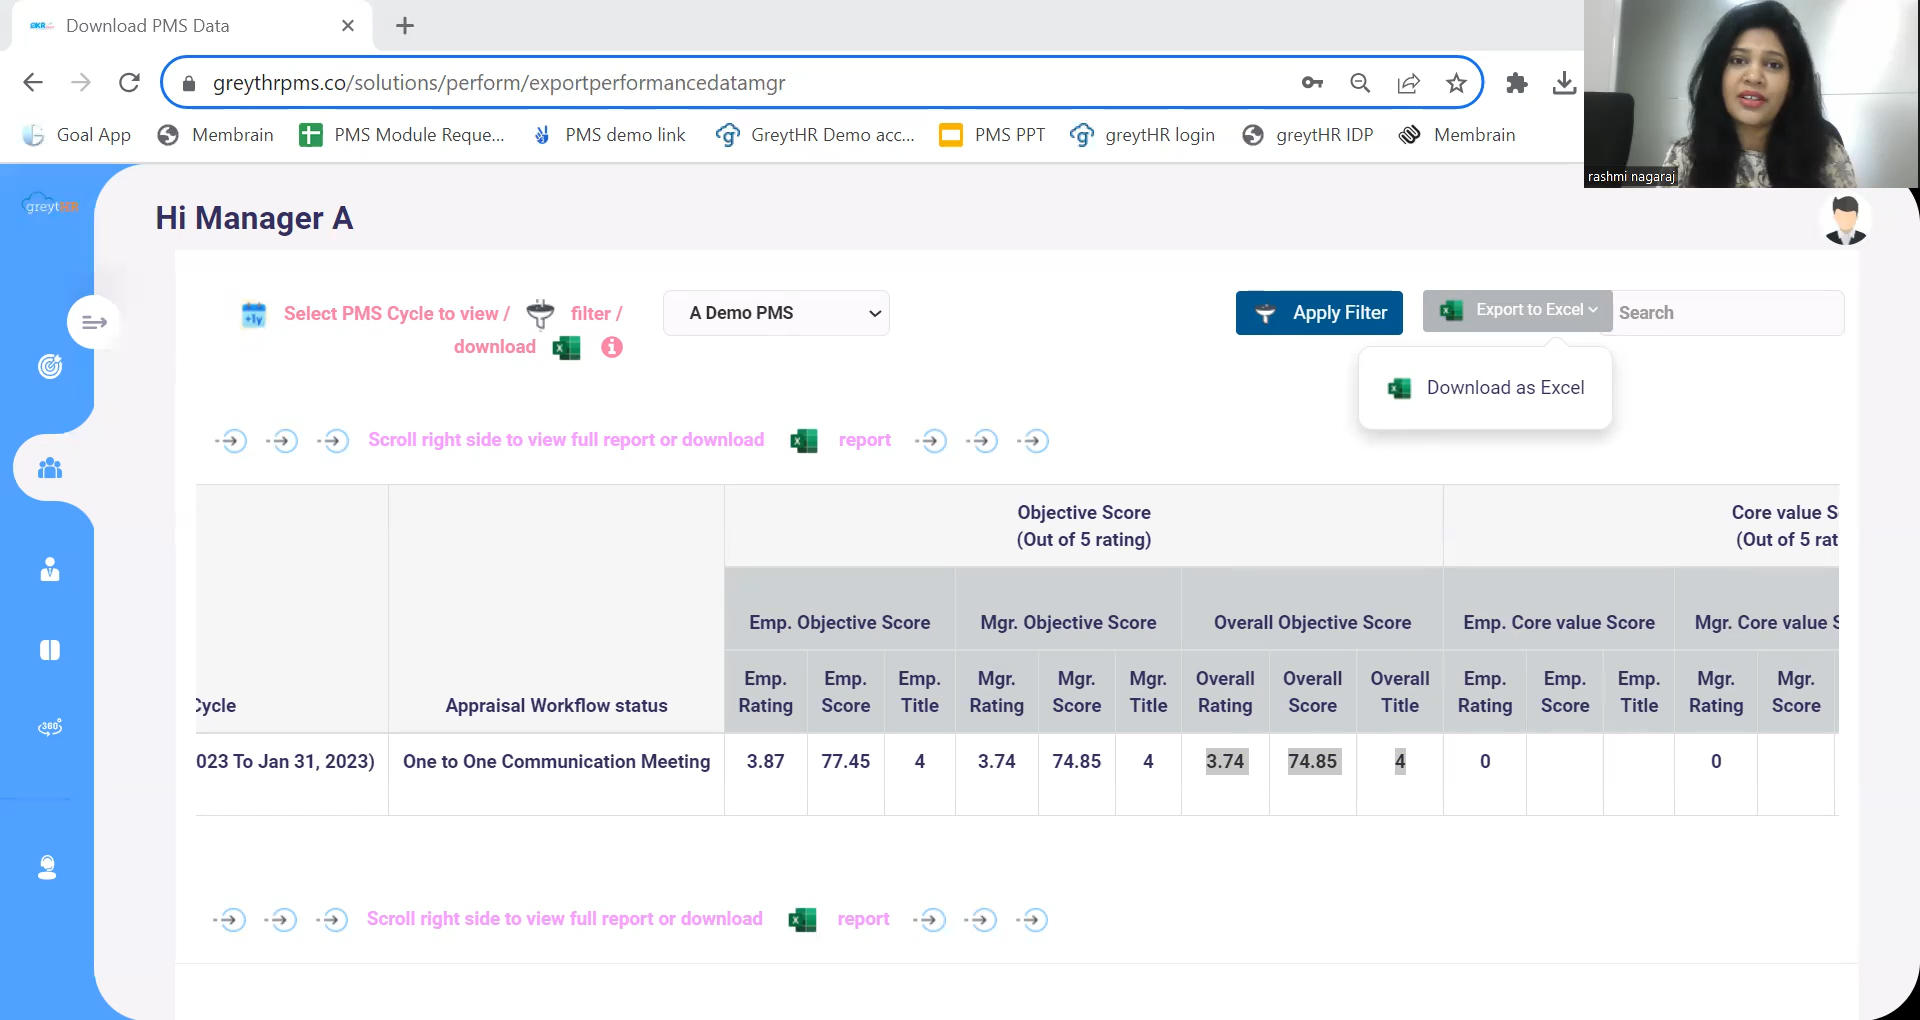 Download PMS Data
greythrpms.co/solutions/perform/exportperformancedatamgr
Goal App
Membrain
PMS Module Reque...
PMS demo link
GreytHR Demo acc...
PMS PPT
greytHR login
greytHR IDP
Membrain
rashmi nagaraj
greytHR
Hi Manager A
Select PMS Cycle to view / filter /
download
A Demo PMS
Apply Filter
Export to Excel
Search
Download as Excel
Scroll right side to view full report or download report
Objective Score
(Out of 5 rating)
Core value S
(Out of 5 rat
Emp. Objective Score
Mgr. Objective Score
Overall Objective Score
Emp. Core value Score
Mgr. Core value S
Cycle
Appraisal Workflow status
Emp. Rating
Emp. Score
Emp. Title
Mgr. Rating
Mgr. Score
Mgr. Title
Overall Rating
Overall Score
Overall Title
Emp. Rating
Emp. Score
Emp. Title
Mgr. Rating
Mgr. Score
023 To Jan 31, 2023) One to One Communication Meeting 3.87 77.45 4 3.74 74.85 4 3.74 74.85 4 0 0
Scroll right side to view full report or download report
360°